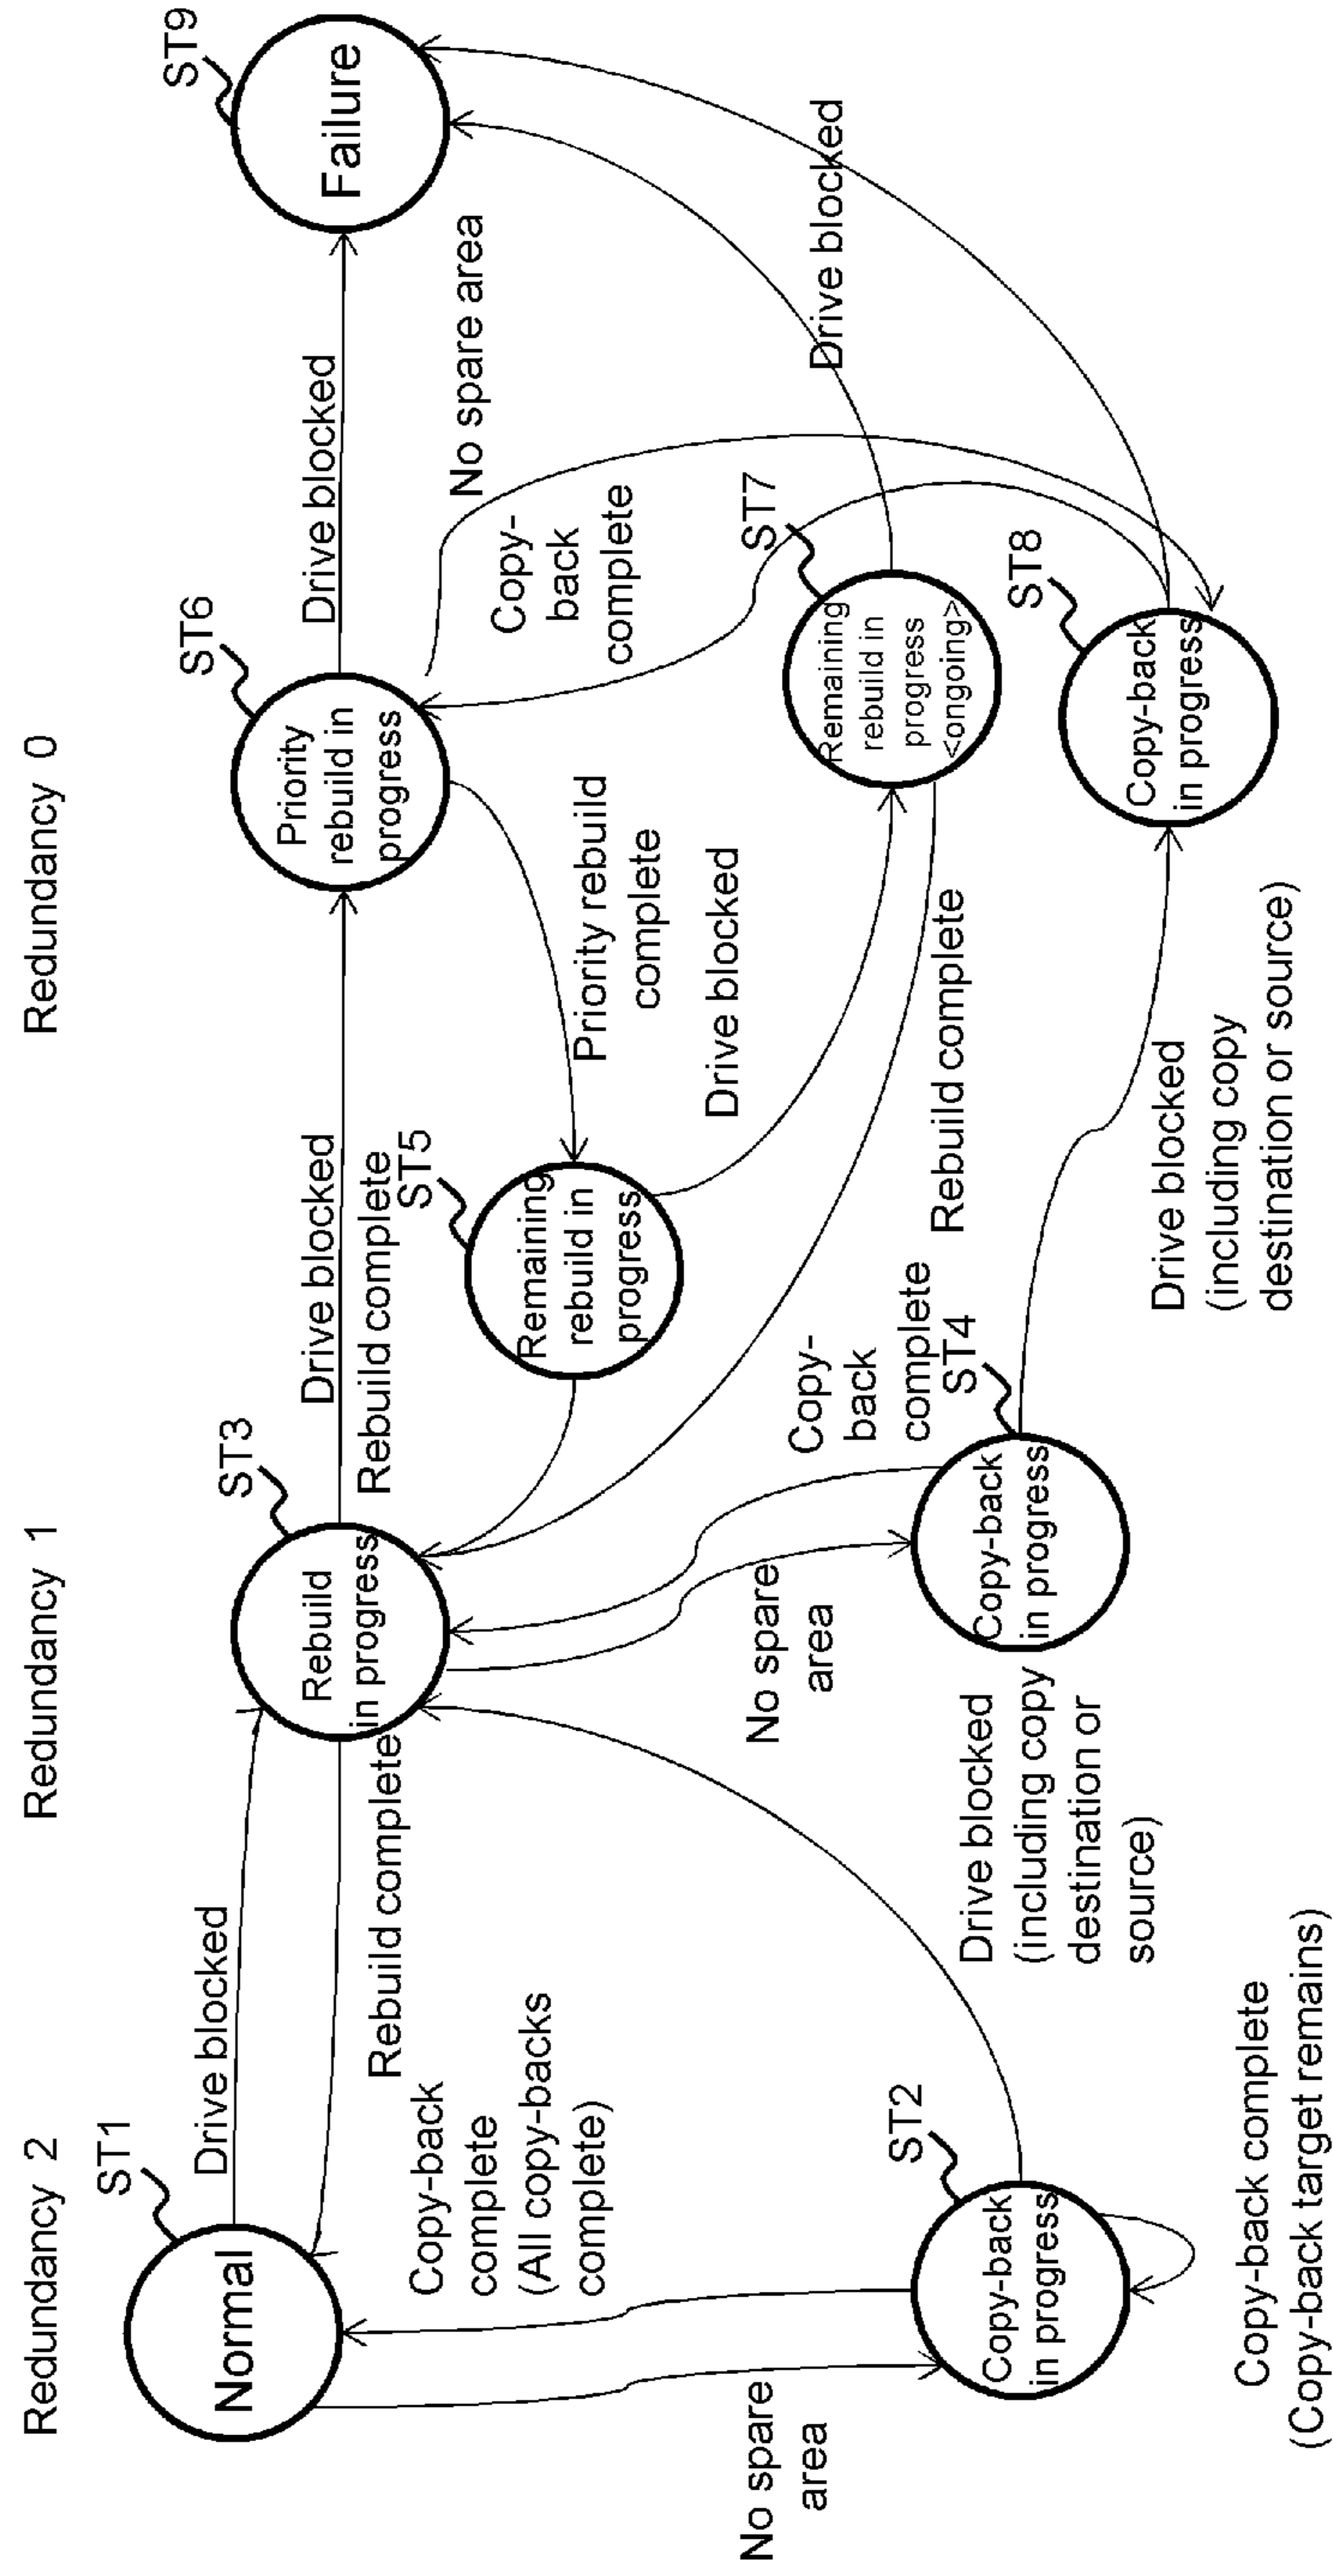 Redundancy 2
Redundancy 1
Redundancy 0
ST1
Normal
Drive blocked
Rebuild complete
ST3
Rebuild
in progress
Drive blocked
Rebuild complete
ST5
Remaining
rebuild in
progress
ST6
Priority
rebuild in
progress
Drive blocked
ST9
Failure
No spare area
Copy-
back
complete
Priority rebuild
complete
Drive blocked
ST7
Remaining
rebuild in
progress
<ongoing>
Drive blocked
Rebuild complete
ST8
Copy-back
in progress
Drive blocked
(including copy
destination or source)
Copy-
back
complete
ST4
Copy-back
in progress
No spare
area
Drive blocked
(including copy
destination or
source)
Copy-back
complete
(All copy-backs
complete)
ST2
Copy-back
in progress
No spare
area
Copy-back complete
(Copy-back target remains)